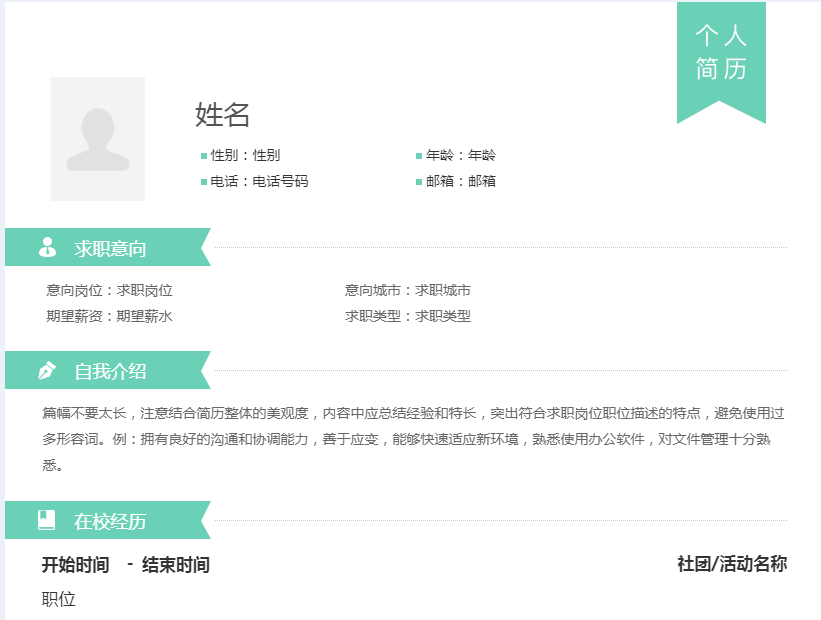 个人
简历
姓名
性别：性别 年龄：年龄
电话：电话号码 邮箱：邮箱
求职意向
意向岗位：求职岗位 意向城市：求职城市
期望薪资：期望薪水 求职类型：求职类型
自我介绍
篇幅不要太长，注意结合简历整体的美观度，内容中应总结经验和特长，突出符合求职岗位职位描述的特点，避免使用过
多形容词。例：拥有良好的沟通和协调能力，善于应变，能够快速适应新环境，熟悉使用办公软件，对文件管理十分熟
悉。
在校经历
开始时间 - 结束时间 社团/活动名称
职位